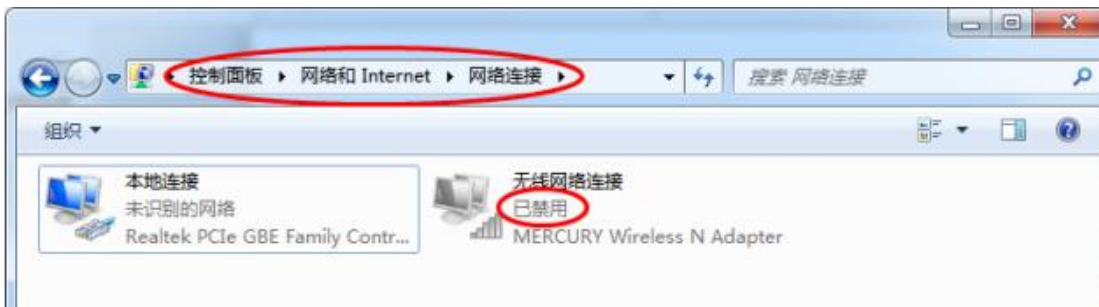 控制面板 ▸ 网络和 Internet ▸ 网络连接 ▸
搜索 网络连接
组织
本地连接
未识别的网络
Realtek PCIe GBE Family Contr...
无线网络连接
已禁用
MERCURY Wireless N Adapter